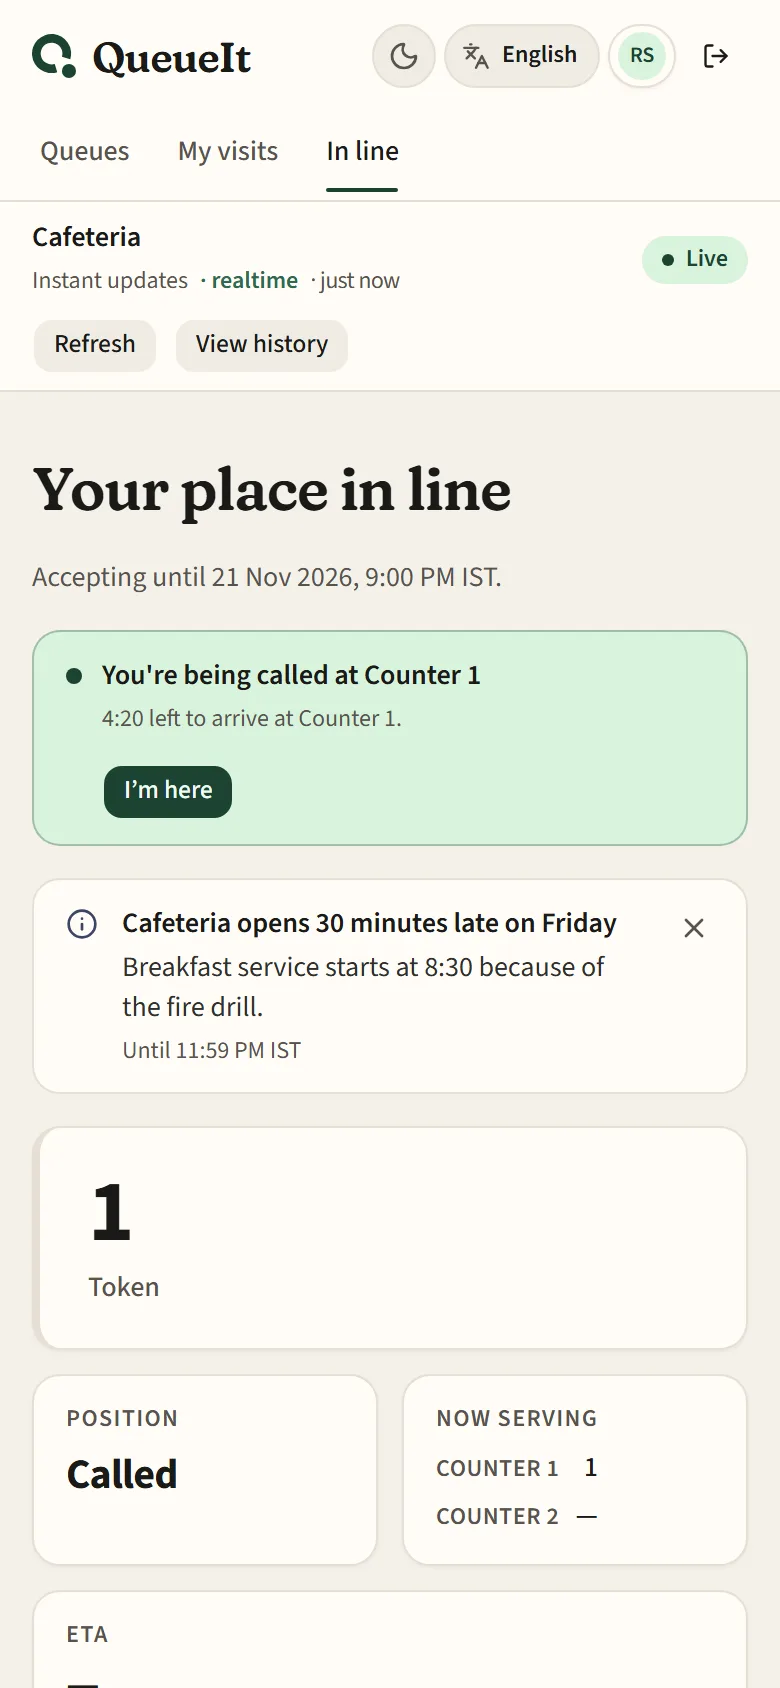 QueueIt
English
RS
Queues
My visits
In line
Cafeteria
Instant updates · realtime · just now
Live
Refresh
View history
Your place in line
Accepting until 21 Nov 2026, 9:00 PM IST.
You're being called at Counter 1
4:20 left to arrive at Counter 1.
I’m here
Cafeteria opens 30 minutes late on Friday
Breakfast service starts at 8:30 because of
the fire drill.
Until 11:59 PM IST
1
Token
POSITION
Called
NOW SERVING
COUNTER 1 1
COUNTER 2 —
ETA